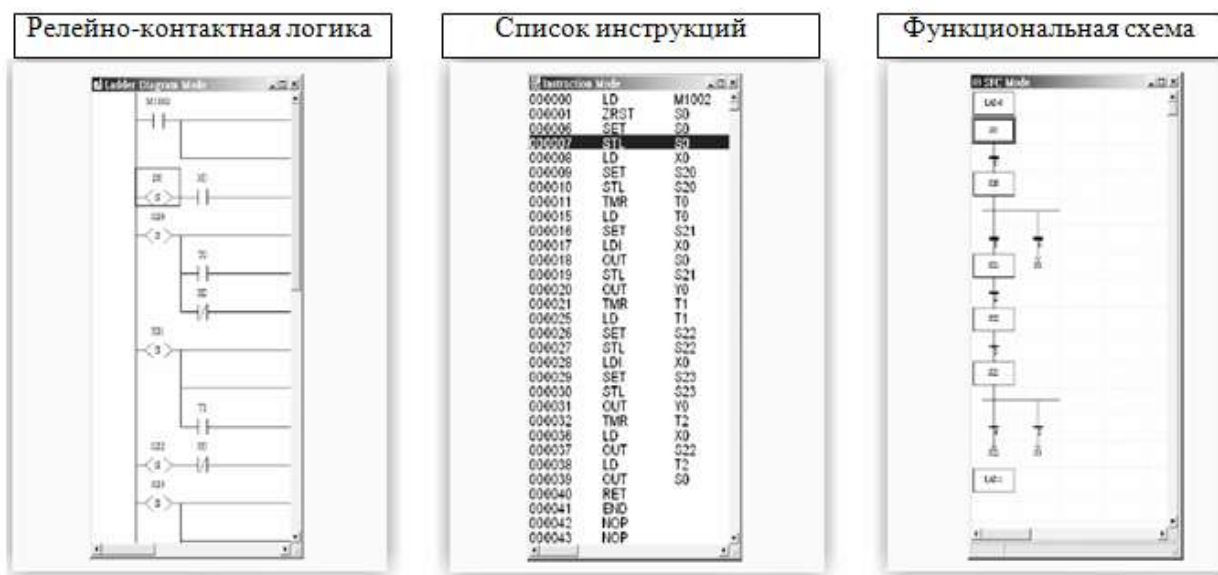 Релейно-контактная логика
Список инструкций
Функциональная схема
Ladder Diagram Mode
M1002
X0
S20
T1
S22
Instruction Mode
000000 LD M1002
000001 ZRST S0
000006 SET S0
000007 STL S0
000008 LD X0
000009 SET S20
000010 STL S20
000011 TMR T0
000015 LD T0
000016 SET S21
000017 LDI X0
000018 OUT S0
000019 STL S21
000020 OUT Y0
000021 TMR T1
000025 LD T1
000026 SET S22
000027 STL S22
000028 LDI X0
000029 SET S23
000030 STL S23
000031 OUT Y0
000032 TMR T2
000036 LD X0
000037 OUT S22
000038 LD T2
000039 OUT S0
000040 RET
000041 END
000042 NOP
000043 NOP
SFC Mode